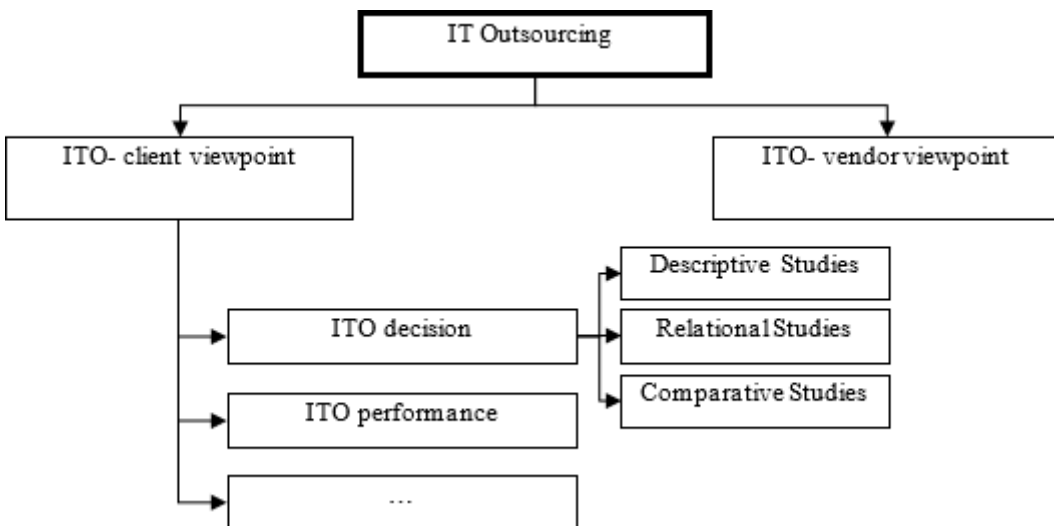 IT Outsourcing
ITO- client viewpoint
ITO- vendor viewpoint
Descriptive Studies
ITO decision
Relational Studies
Comparative Studies
ITO performance
...